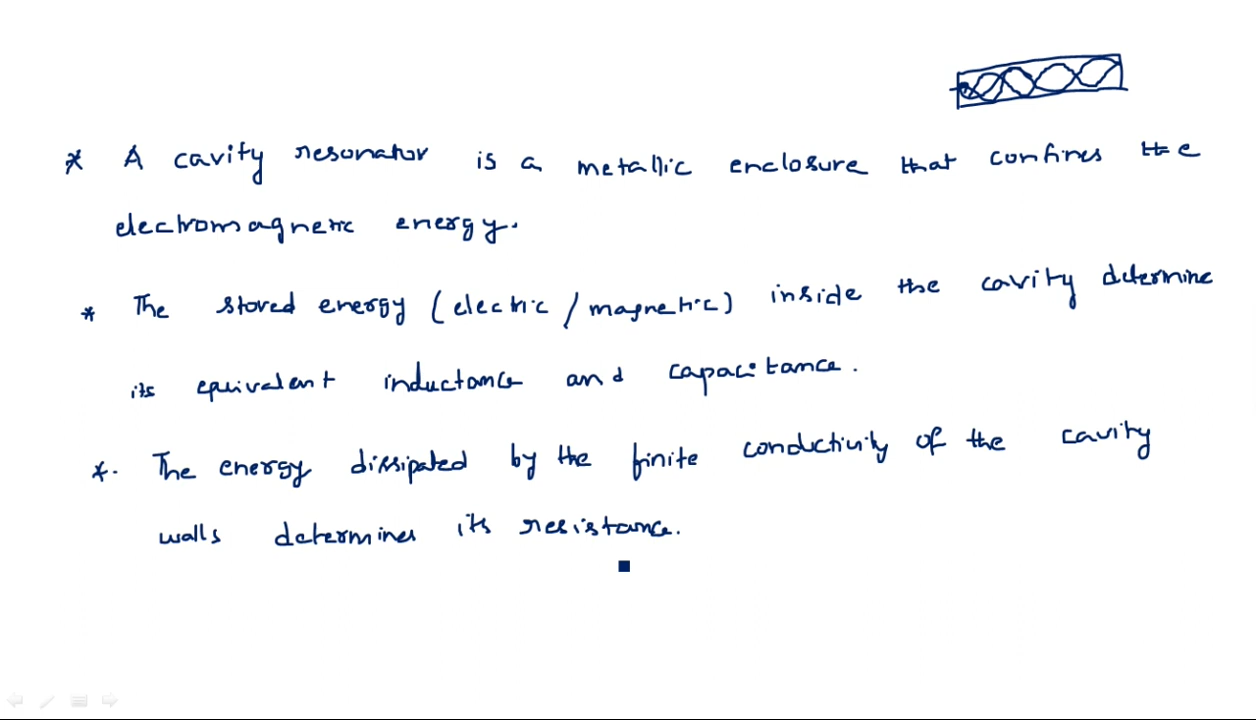 * A cavity resonator is a metallic enclosure that confines the
electromagnetic energy.
* The stored energy (electric / magnetic) inside the cavity determine
its equivalent inductance and capacitance.
*. The energy dissipated by the finite conductivity of the cavity
walls determines its resistance.